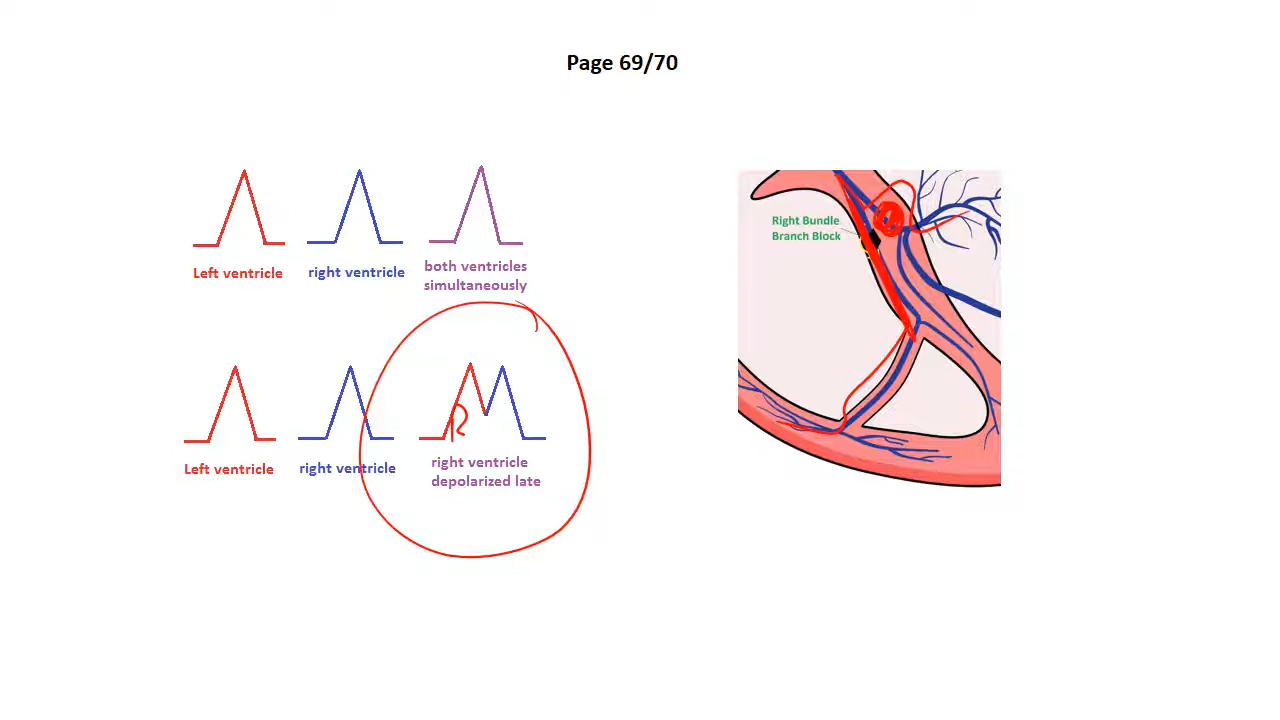 Page 69/70
Left ventricle
right ventricle
both ventricles
simultaneously
Right Bundle
Branch Block
Left ventricle
right ventricle
R
right ventricle
depolarized late